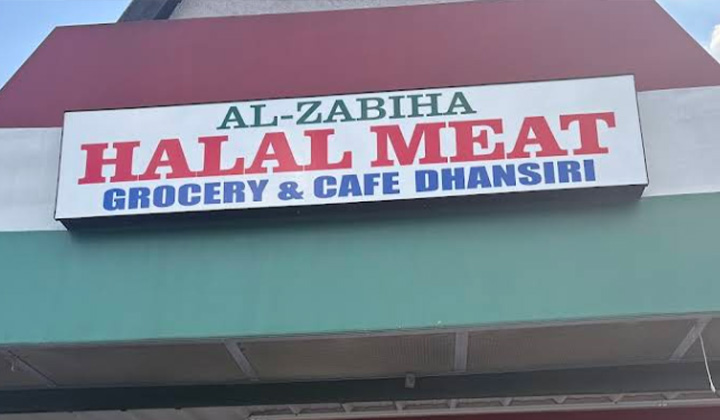 AL-ZABIHA
HALAL MEAT
GROCERY & CAFE DHANSIRI